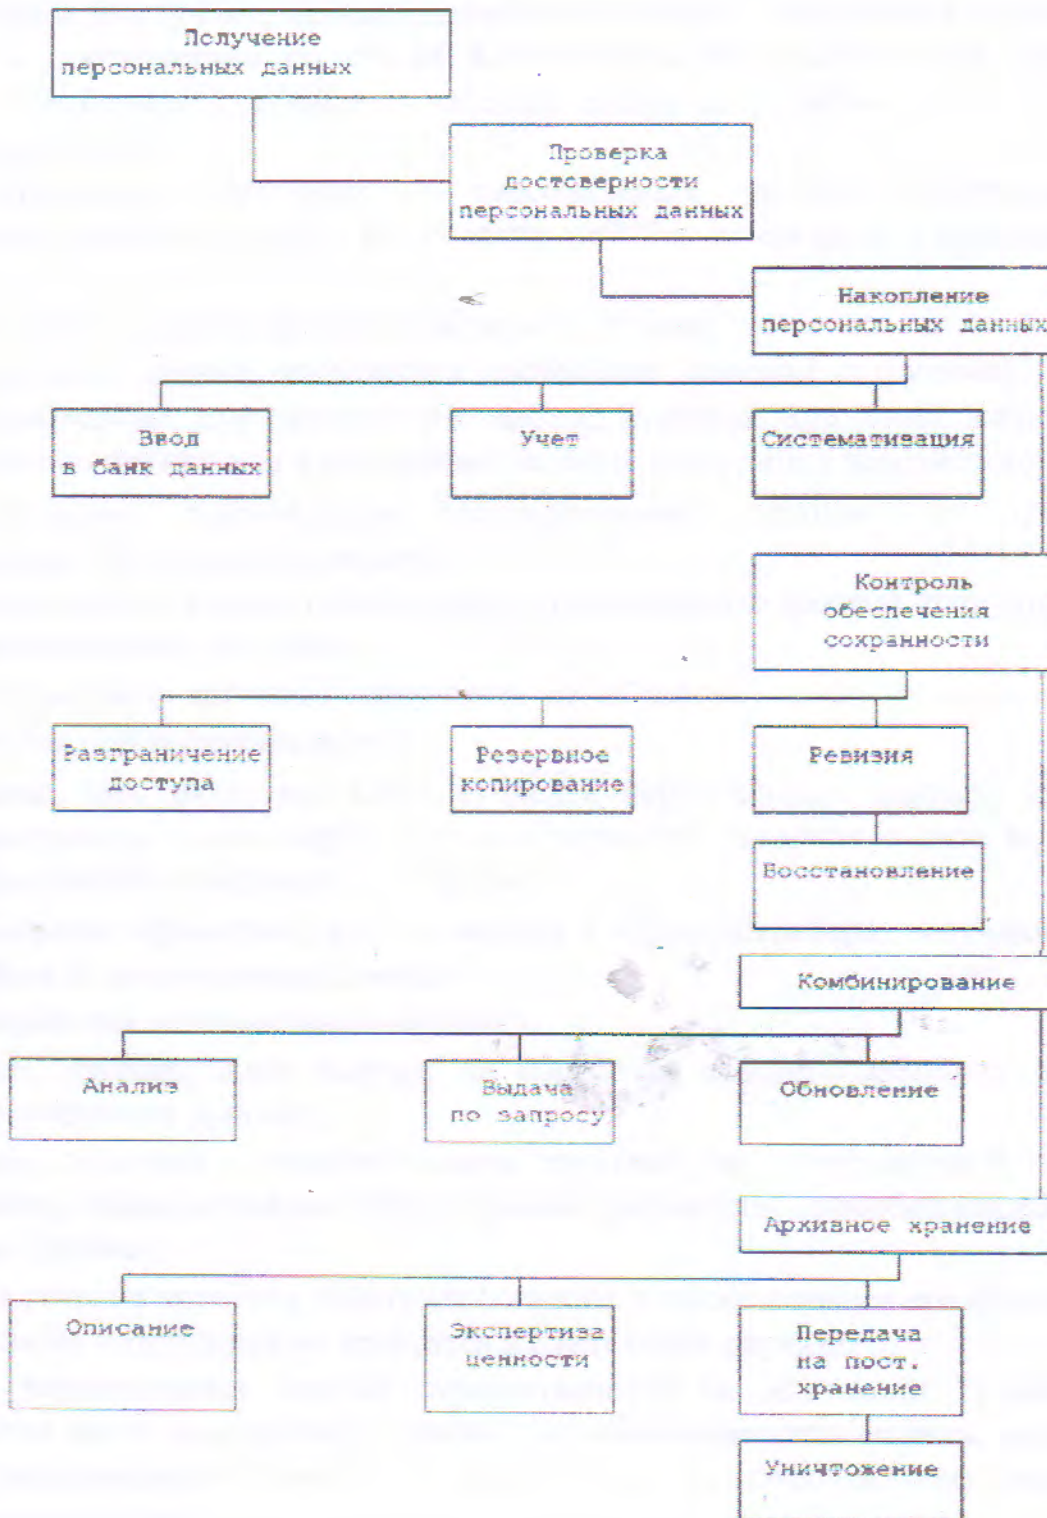 Получение
персональных данных
Проверка
достоверности
персональных данных
Накопление
персональных данных
Ввод
в банк данных
Учет
Систематизация
Контроль
обеспечения
сохранности
Разграничение
доступа
Резервное
копирование
Ревизия
Восстановление
Комбинирование
Анализ
Выдача
по запросу
Обновление
Архивное хранение
Описание
Экспертиза
ценности
Передача
на пост.
хранение
Уничтожение